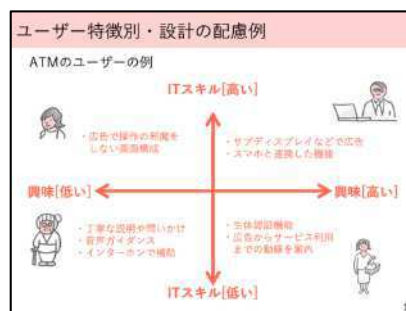 ユーザー特徴別・設計の配慮例
ATMのユーザーの例
ITスキル[高い]
・広告で操作の邪魔を
しない画面構成
・サブディスプレイなどで広告
・スマホと連携した機能
興味[低い]
興味[高い]
・丁寧な説明や問いかけ
・音声ガイダンス
・インターホンで補助
・生体認証機能
・広告からサービス利用
までの動線を案内
ITスキル[低い]